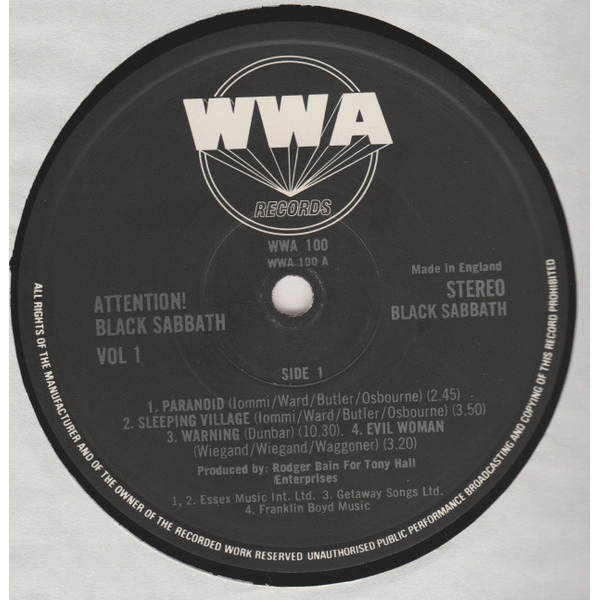 WWA
RECORDS
WWA 100
WWA 100 A
Made in England
ATTENTION!
BLACK SABBATH
VOL 1
STEREO
BLACK SABBATH
SIDE 1
1. PARANOID (Iommi/Ward/Butler/Osbourne) (2.45)
2. SLEEPING VILLAGE (Iommi/Ward/Butler/Osbourne) (3.50)
3. WARNING (Dunbar) (10.30). 4. EVIL WOMAN
(Wiegand/Wiegand/Waggoner) (3.20)
Produced by: Rodger Bain For Tony Hall
Enterprises
1, 2. Essex Music Int. Ltd. 3. Getaway Songs Ltd.
4. Franklin Boyd Music
ALL RIGHTS OF THE MANUFACTURER AND OF THE OWNER OF THE RECORDED WORK RESERVED UNAUTHORISED PUBLIC PERFORMANCE BROADCASTING AND COPYING OF THIS RECORD PROHIBITED